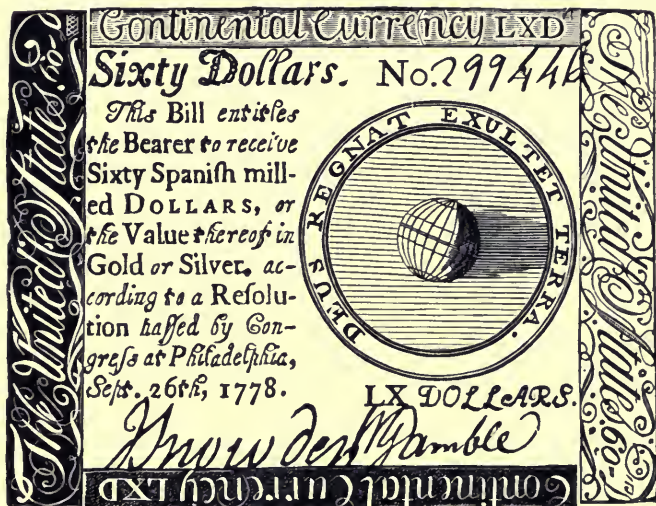 Continental Currency LXD
Sixty Dollars. No. 299446
This Bill entitles
the Bearer to receive
Sixty Spaniſh mill-
ed DOLLARS, or
the Value thereof in
Gold or Silver, ac-
cording to a Reſolu-
tion paſſed by Con-
greſs at Philadelphia,
Sept. 26th, 1778.
DEUS REGNAT EXULTET TERRA.
LX DOLLARS.
Gamble
The United States. 60-
The United States 60-
Continental Currency LXD